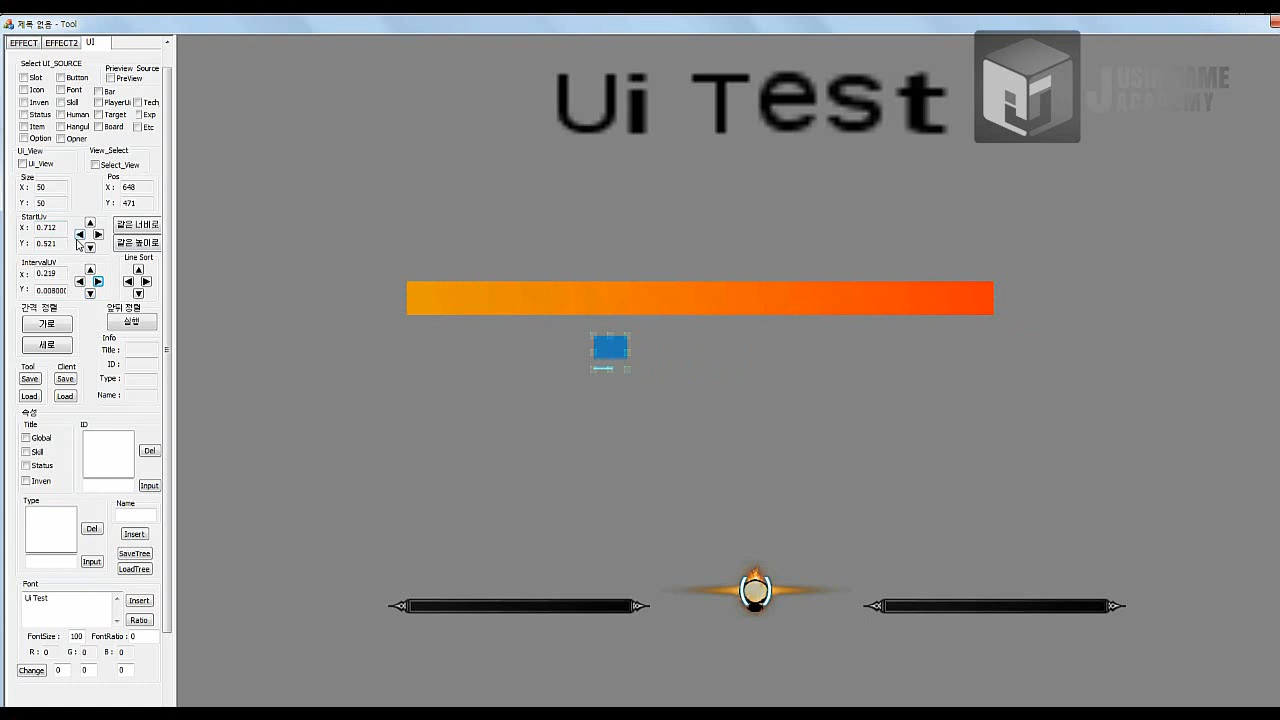 제목 없음 - Tool
EFFECT EFFECT2 UI
Select UI_SOURCE
Prieview Source
Slot Button PreView
Icon Font Bar
Inven Skill PlayerUi Tech
Status Human Target Exp
Item Hangul Board Etc
Option Opner
Ui_View View_Select
Ui_View Select_View
Size Pos
X : 50 X : 648
Y : 50 Y : 471
StartUv
X : 0.712 같은 너비로
Y : 0.521 같은 높이로
IntervalUV Line Sort
X : 0.219
Y : 0.00800(
간격 정렬 앞뒤 정렬
가로 실행
세로 Info
Title :
Tool Client ID :
Save Save Type :
Load Load Name :
속성
Title ID
Global
Skill Del
Status
Inven Input
Type Name
Del Insert
Input SaveTree
LoadTree
Font
Ui Test Insert
Ratio
FontSize : 100 FontRatio : 0
R : 0 G : 0 B : 0
Change 0 0 0
Ui Test
JUSIN GAME
ACADEMY